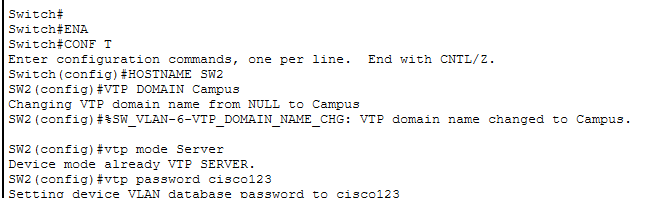 Switch#
Switch#ENA
Switch#CONF T
Enter configuration commands, one per line.  End with CNTL/Z.
Switch(config)#HOSTNAME SW2
SW2(config)#VTP DOMAIN Campus
Changing VTP domain name from NULL to Campus
SW2(config)#%SW_VLAN-6-VTP_DOMAIN_NAME_CHG: VTP domain name changed to Campus.
SW2(config)#vtp mode Server
Device mode already VTP SERVER.
SW2(config)#vtp password cisco123
Setting device VLAN database password to cisco123